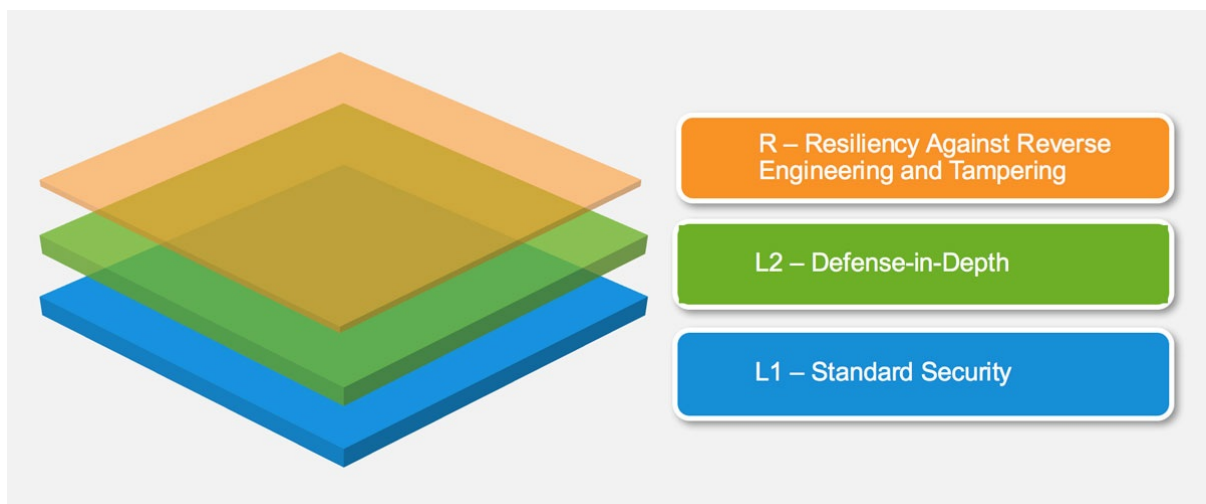 R – Resiliency Against Reverse
Engineering and Tampering
L2 – Defense-in-Depth
L1 – Standard Security